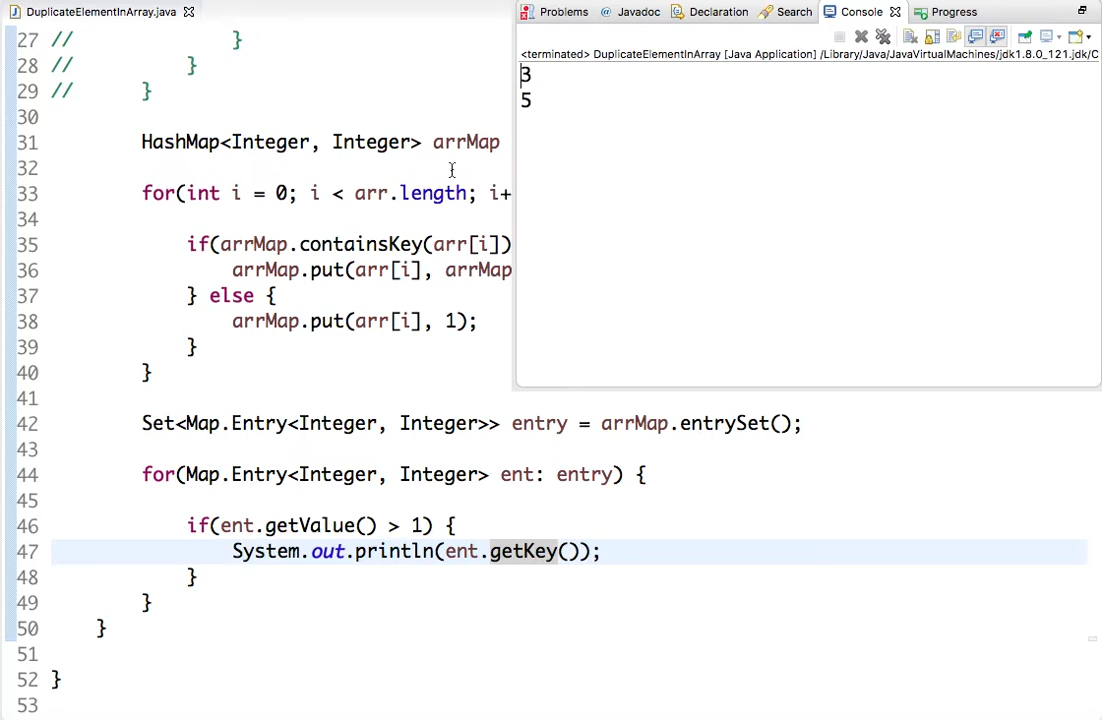 DuplicateElementInArray.java
Problems @ Javadoc Declaration Search Console Progress
<terminated> DuplicateElementInArray [Java Application] /Library/Java/JavaVirtualMachines/jdk1.8.0_121.jdk/C
3
5
27 // }
28 // }
29 // }
30
31 HashMap<Integer, Integer> arrMap
32
33 for(int i = 0; i < arr.length; i+
34
35 if(arrMap.containsKey(arr[i])
36 arrMap.put(arr[i], arrMap
37 } else {
38 arrMap.put(arr[i], 1);
39 }
40 }
41
42 Set<Map.Entry<Integer, Integer>> entry = arrMap.entrySet();
43
44 for(Map.Entry<Integer, Integer> ent: entry) {
45
46 if(ent.getValue() > 1) {
47 System.out.println(ent.getKey());
48 }
49 }
50 }
51
52 }
53